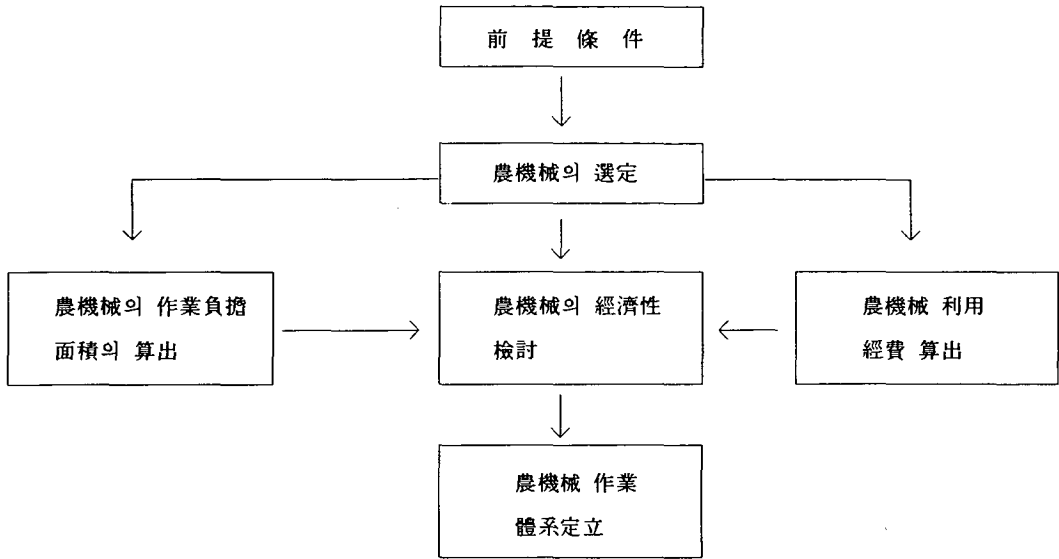 前 提 條 件
農機械의 選定
農機械의 作業負擔
面積의 算出
農機械의 經濟性
檢討
農機械 利用
經費 算出
農機械 作業
體系定立